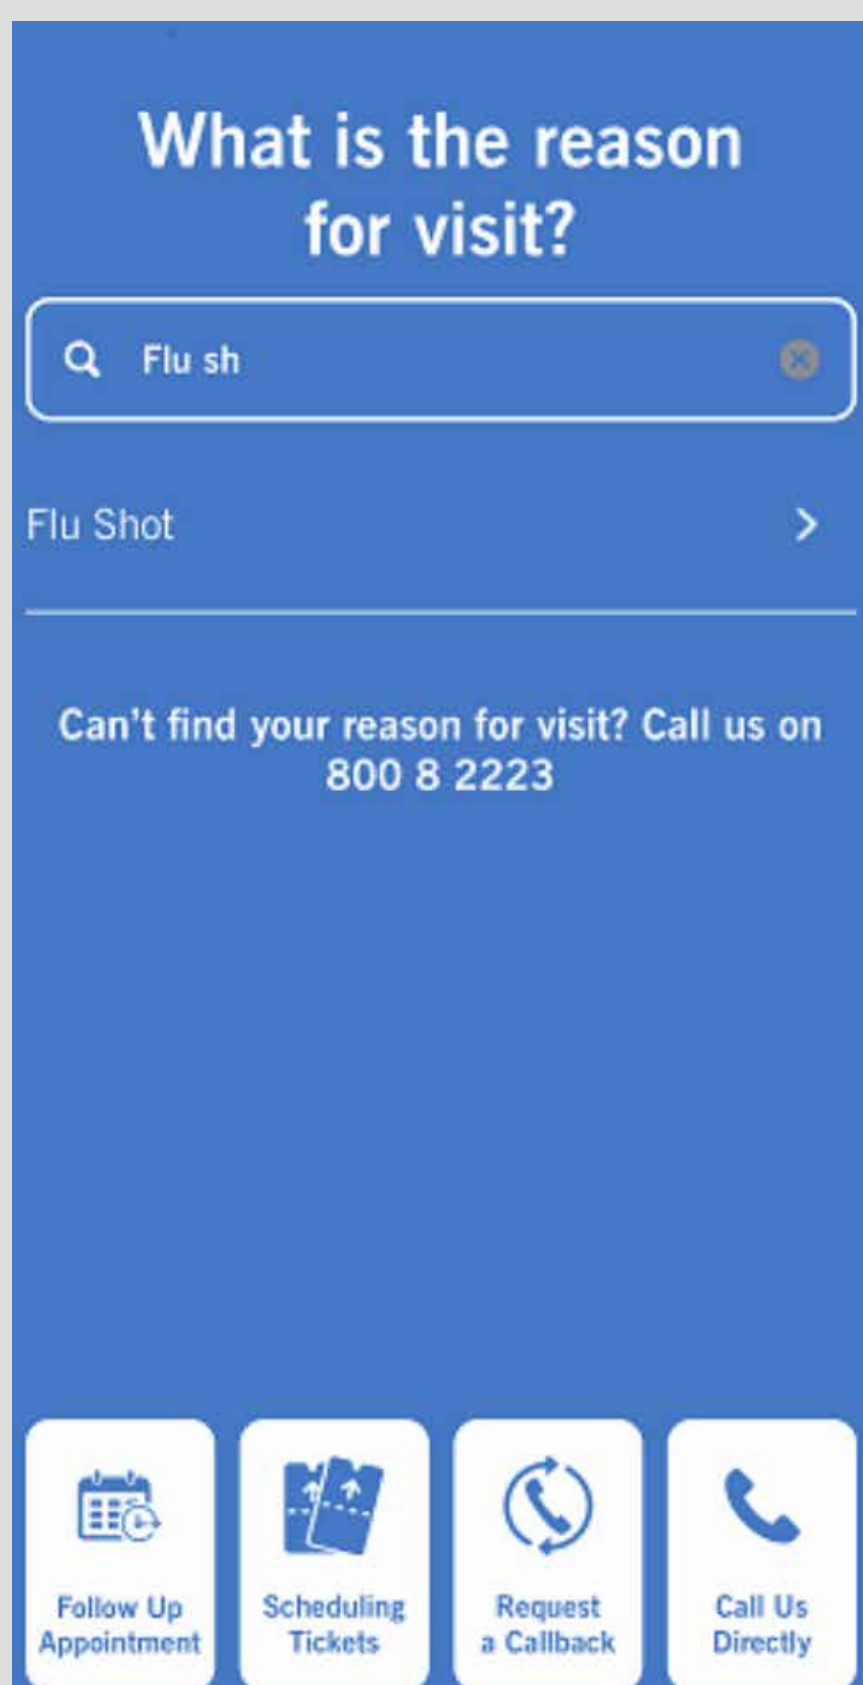 What is the reason
for visit?
Flu sh
Flu Shot
Can't find your reason for visit? Call us on
800 8 2223
Follow Up
Appointment
Scheduling
Tickets
Request
a Callback
Call Us
Directly